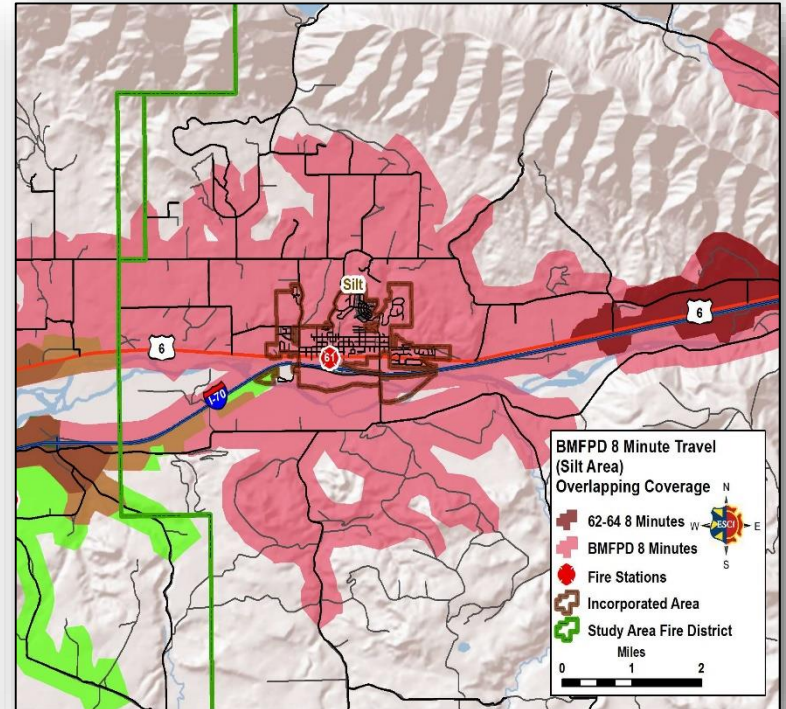 Silt
6
6
61
I-70
BMFPD 8 Minute Travel
(Silt Area)
Overlapping Coverage
N
W
ESCI
E
S
62-64 8 Minutes
BMFPD 8 Minutes
Fire Stations
Incorporated Area
Study Area Fire District
Miles
0 1 2